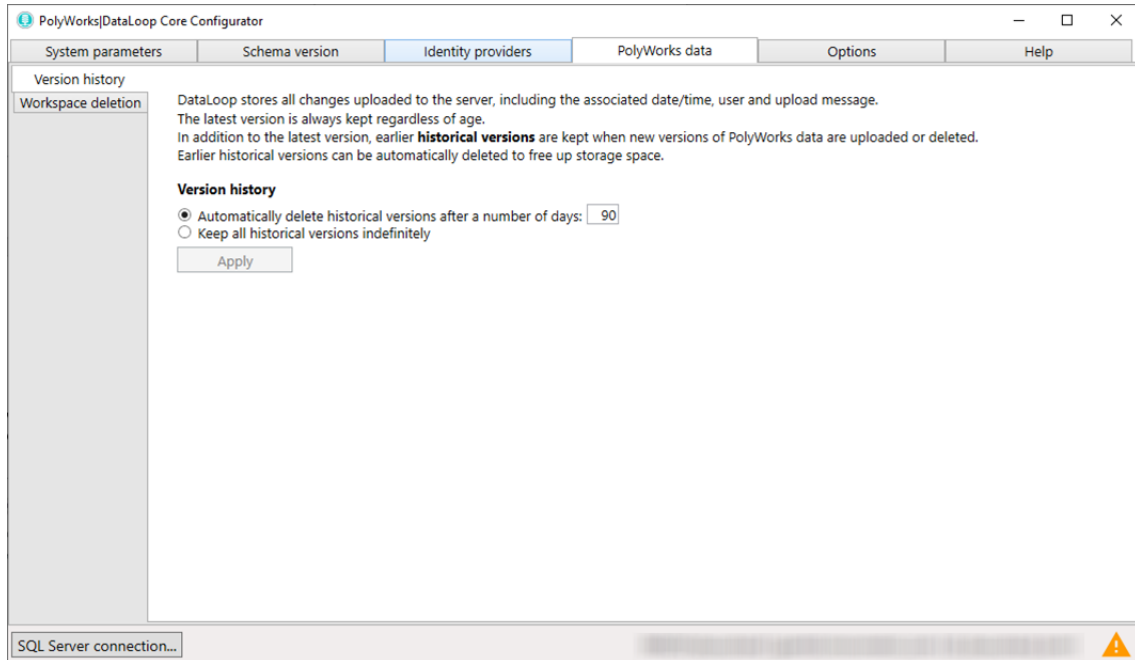 PolyWorks|DataLoop Core Configurator
System parameters
Schema version
Identity providers
PolyWorks data
Options
Help
Version history
Workspace deletion
DataLoop stores all changes uploaded to the server, including the associated date/time, user and upload message.
The latest version is always kept regardless of age.
In addition to the latest version, earlier historical versions are kept when new versions of PolyWorks data are uploaded or deleted.
Earlier historical versions can be automatically deleted to free up storage space.
Version history
Automatically delete historical versions after a number of days: 90
Keep all historical versions indefinitely
Apply
SQL Server connection...